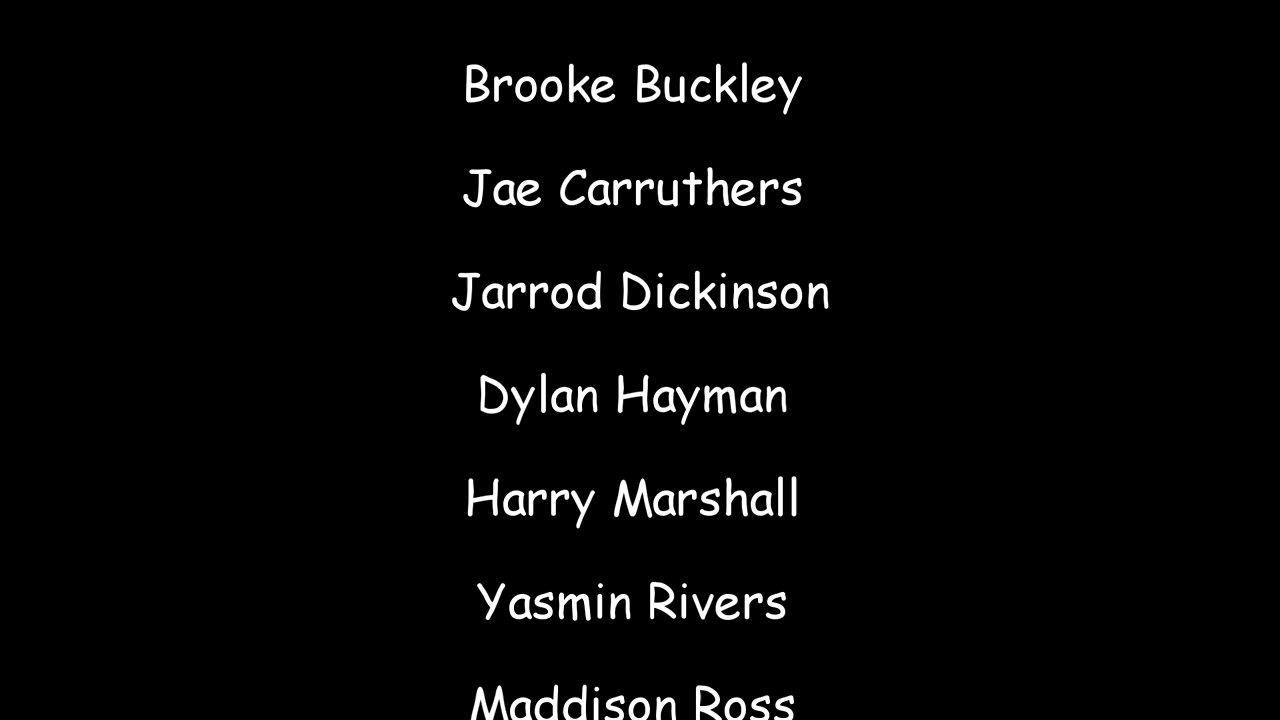 Brooke Buckley
Jae Carruthers
Jarrod Dickinson
Dylan Hayman
Harry Marshall
Yasmin Rivers
Maddison Ross